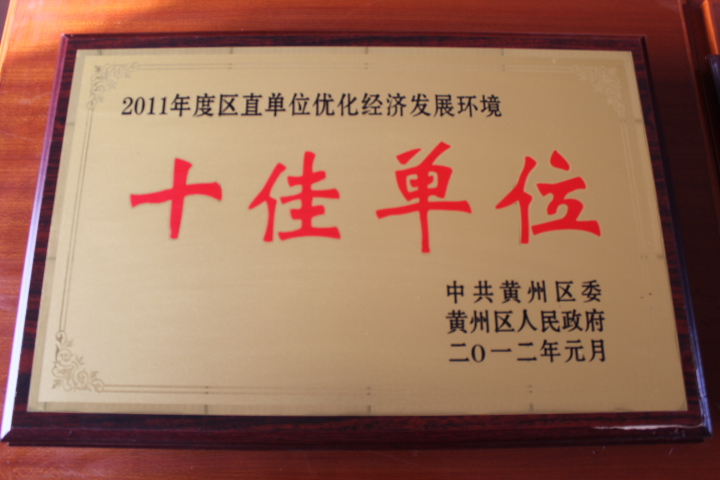 2011年度区直单位优化经济发展环境
十佳单位
中共黄州区委
黄州区人民政府
二0一二年元月